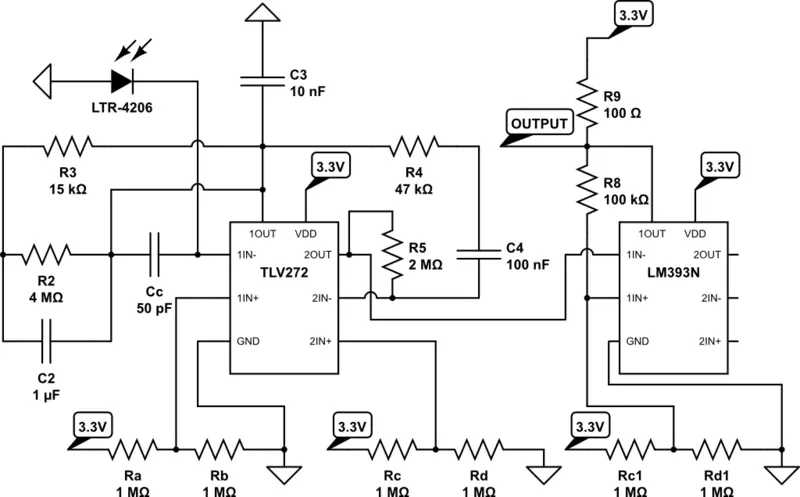 3.3V
C3
10 nF
R9
100 Ω
LTR-4206
OUTPUT
R3
15 kΩ
3.3V
R4
47 kΩ
R8
100 kΩ
3.3V
1OUT VDD
1OUT VDD
1IN- 2OUT
R5
2 MΩ
C4
100 nF
1IN- 2OUT
TLV272
LM393N
R2
4 MΩ
Cc
50 pF
1IN+ 2IN-
1IN+ 2IN-
GND 2IN+
GND 2IN+
C2
1 µF
3.3V
3.3V
3.3V
Ra
1 MΩ
Rb
1 MΩ
Rc
1 MΩ
Rd
1 MΩ
Rc1
1 MΩ
Rd1
1 MΩ